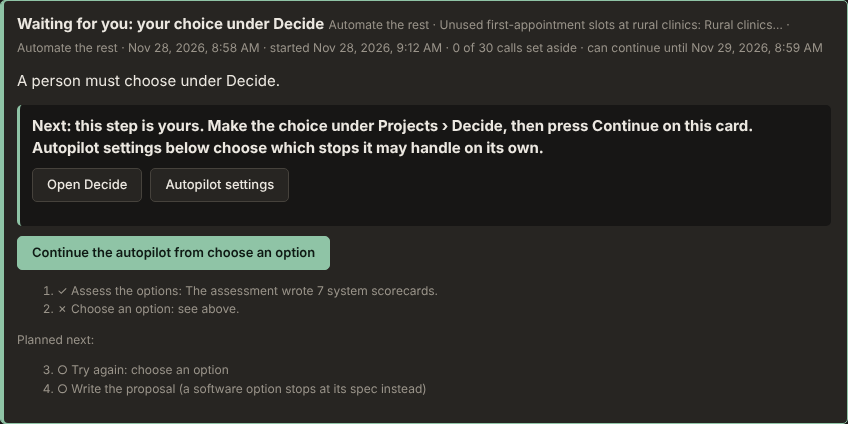 Waiting for you: your choice under Decide Automate the rest · Unused first-appointment slots at rural clinics: Rural clinics… ·
Automate the rest · Nov 28, 2026, 8:58 AM · started Nov 28, 2026, 9:12 AM · 0 of 30 calls set aside · can continue until Nov 29, 2026, 8:59 AM
A person must choose under Decide.
Next: this step is yours. Make the choice under Projects › Decide, then press Continue on this card.
Autopilot settings below choose which stops it may handle on its own.
Open Decide
Autopilot settings
Continue the autopilot from choose an option
1. ✓ Assess the options: The assessment wrote 7 system scorecards.
2. × Choose an option: see above.
Planned next:
3. ○ Try again: choose an option
4. ○ Write the proposal (a software option stops at its spec instead)